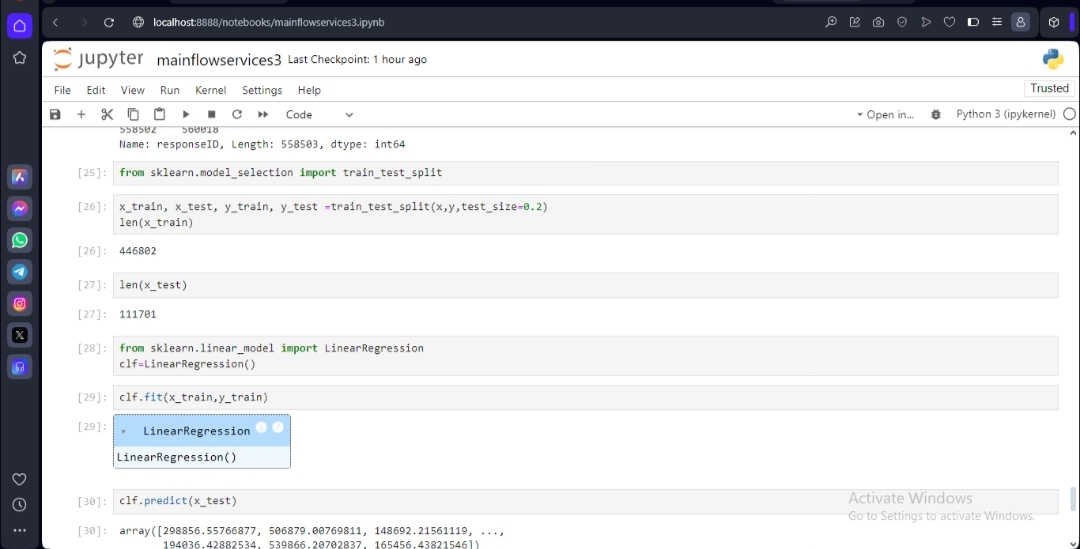 localhost:8888/notebooks/mainflowservices3.ipynb
jupyter mainflowservices3 Last Checkpoint: 1 hour ago
File Edit View Run Kernel Settings Help
Trusted
Code
Open in...
Python 3 (ipykernel)
558502 560018
Name: responseID, Length: 558503, dtype: int64
[25]: from sklearn.model_selection import train_test_split
[26]: x_train, x_test, y_train, y_test =train_test_split(x,y,test_size=0.2)
len(x_train)
[26]: 446802
[27]: len(x_test)
[27]: 111701
[28]: from sklearn.linear_model import LinearRegression
clf=LinearRegression()
[29]: clf.fit(x_train,y_train)
[29]: LinearRegression
LinearRegression()
[30]: clf.predict(x_test)
[30]: array([298856.55766877, 506879.00769811, 148692.21561119, ...,
194036.42882534, 539866.20702837, 165456.43821546])
Activate Windows
Go to Settings to activate Windows.